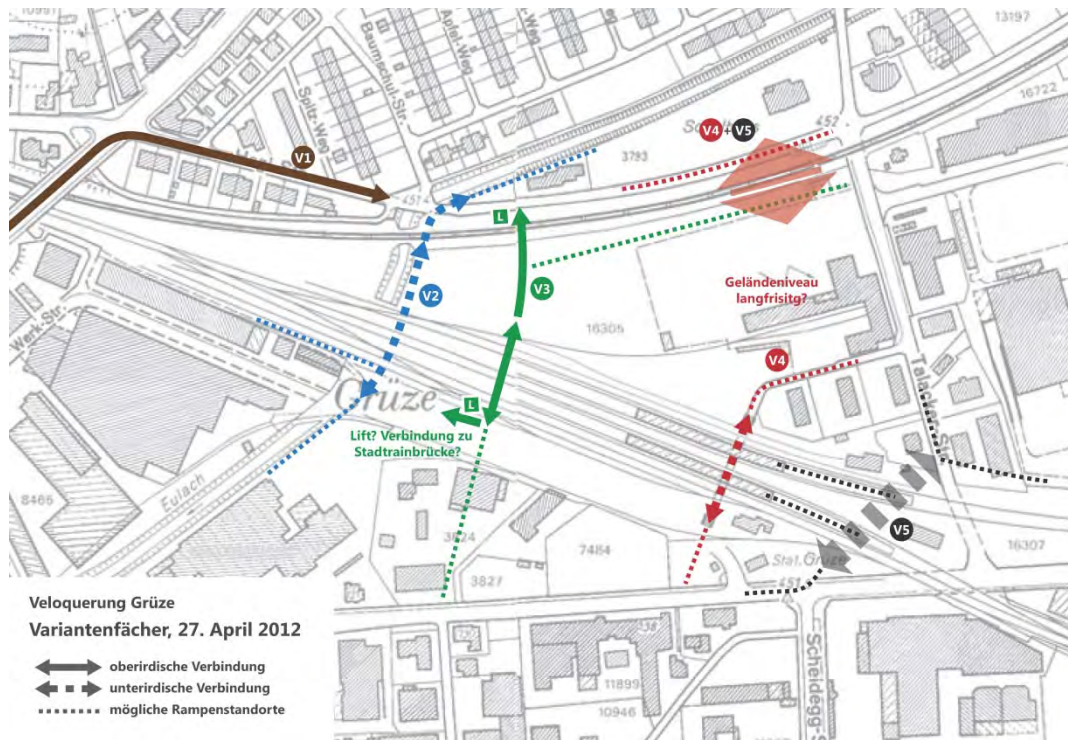 13197
Apfel-Weg
Baumschul-Str.
Spitz-Weg
16722
452
V4 + V5
3793
V1
451
L
V2
V3
Geländeniveau
langfrisitg?
16305
Werk-Str.
V4
Grüze
L
Lift? Verbindung zu
Stadtrainbrücke?
Talacker-Str.
Eulach
8465
V5
3824
7484
Stat. Grüze
16307
3827
451
Veloquerung Grüze
Variantenfächer, 27. April 2012
oberirdische Verbindung
unterirdische Verbindung
mögliche Rampenstandorte
11899
10946
Scheidegg-S